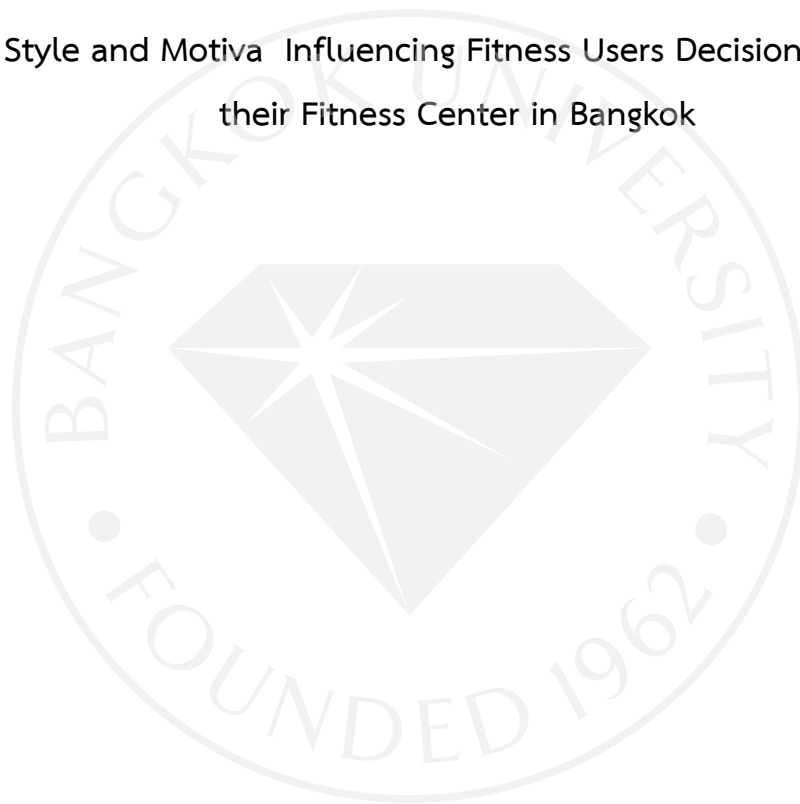 Style and Motiva Influencing Fitness Users Decision
their Fitness Center in Bangkok
BANGKOK UNIVERSITY
FOUNDED 1962